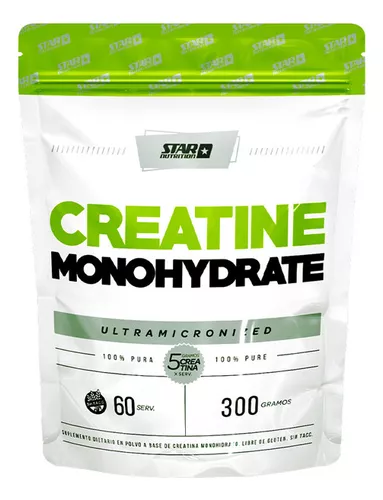 STAR NUTRITION
CREATINE
MONOHYDRATE
ULTRAMICRONIZED
100% PURA
5 GRAMOS CREATINA X SERV.
100% PURE
SIN T.A.C.C.
60 SERV.
300 GRAMOS
SUPLEMENTO DIETARIO EN POLVO A BASE DE CREATINA MONOHIDRATO. LIBRE DE GLUTEN, SIN TACC.